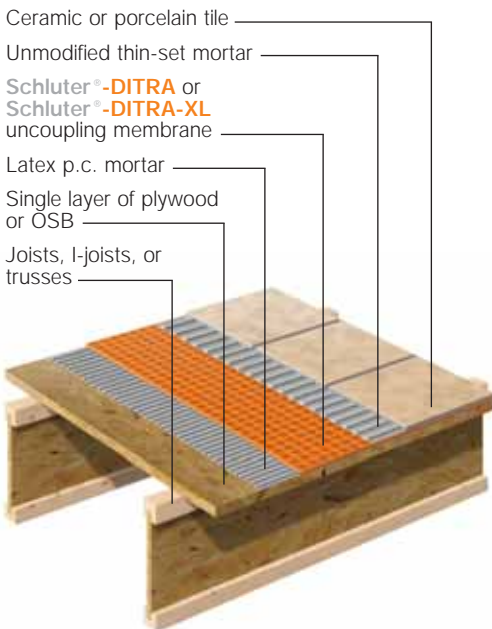 Ceramic or porcelain tile
Unmodified thin-set mortar
Schluter®-DITRA or
Schluter®-DITRA-XL
uncoupling membrane
Latex p.c. mortar
Single layer of plywood
or OSB
Joists, I-joists, or
trusses